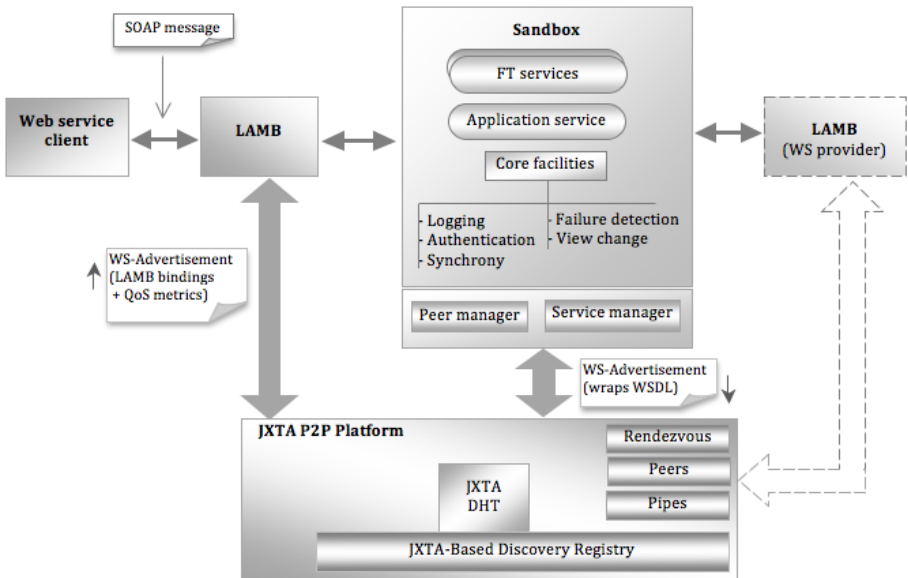 SOAP message
Sandbox
FT services
Web service
client
LAMB
Application service
LAMB
(WS provider)
Core facilities
- Logging
- Authentication
- Synchrony
- Failure detection
- View change
WS-Advertisement
(LAMB bindings
+ QoS metrics)
Peer manager
Service manager
WS-Advertisement
(wraps WSDL)
JXTA P2P Platform
Rendezvous
Peers
Pipes
JXTA
DHT
JXTA-Based Discovery Registry